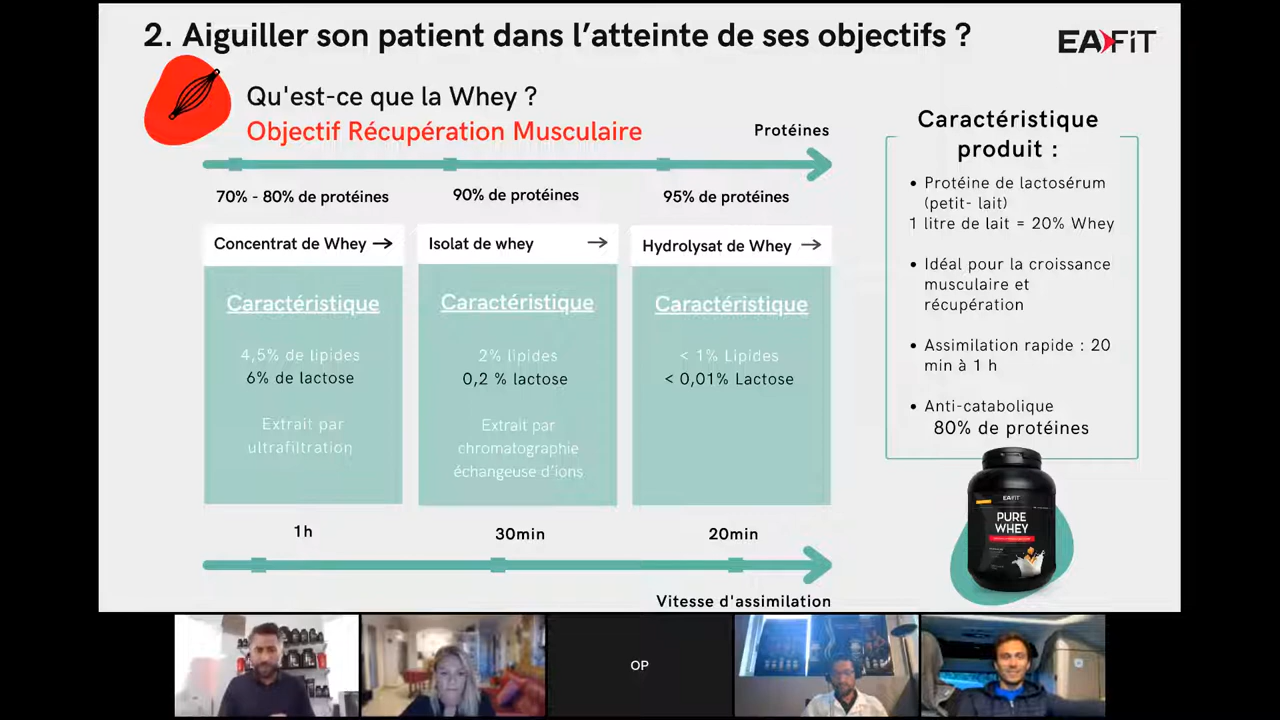 2. Aiguiller son patient dans l'atteinte de ses objectifs ?
EAFIT
Qu'est-ce que la Whey ?
Objectif Récupération Musculaire
Protéines
70% - 80% de protéines
90% de protéines
95% de protéines
Concentrat de Whey →
Isolat de whey →
Hydrolysat de Whey →
Caractéristique
4,5% de lipides
6% de lactose
Extrait par
ultrafiltration
Caractéristique
2% lipides
0,2 % lactose
Extrait par
chromatographie
échangeuse d'ions
Caractéristique
< 1% Lipides
< 0,01% Lactose
1h
30min
20min
Vitesse d'assimilation
Caractéristique
produit :
• Protéine de lactosérum
(petit- lait)
1 litre de lait = 20% Whey
• Idéal pour la croissance
musculaire et
récupération
• Assimilation rapide : 20
min à 1 h
• Anti-catabolique
80% de protéines
EAFIT
PURE
WHEY
OP